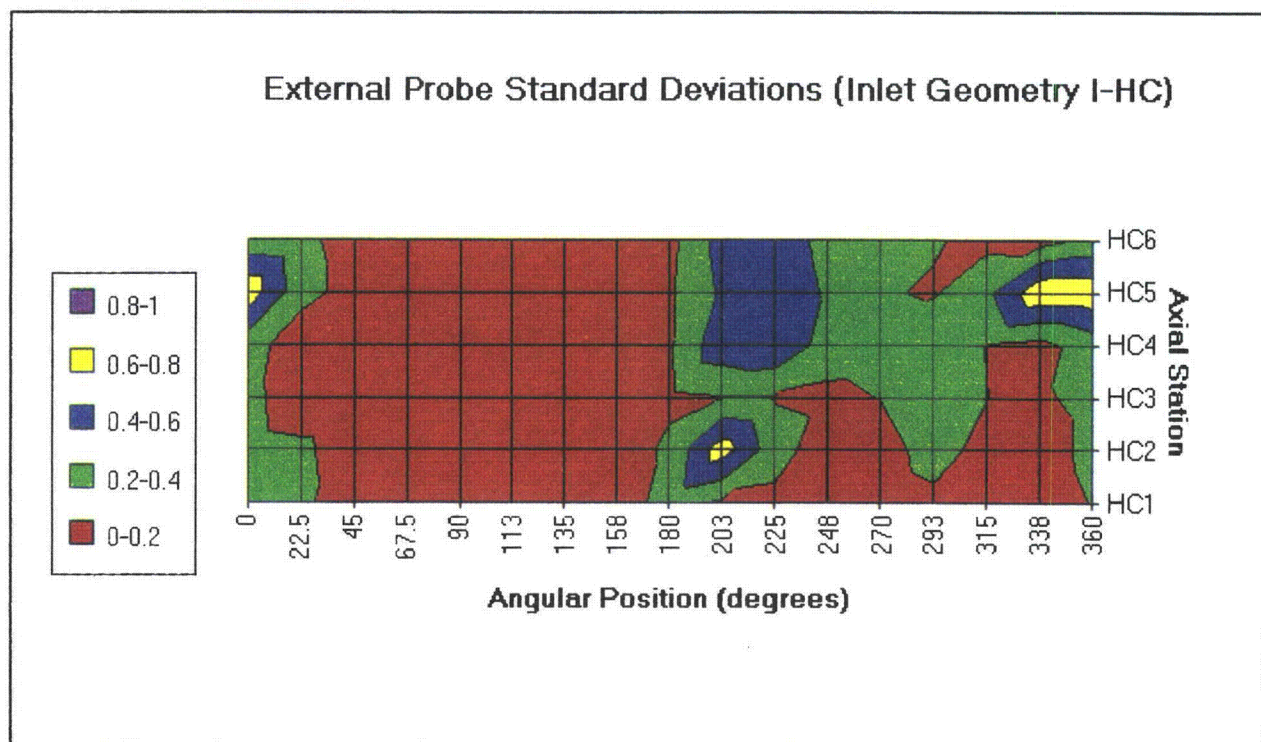 External Probe Standard Deviations (Inlet Geometry I-HC)
0.8-1
0.6-0.8
0.4-0.6
0.2-0.4
0-0.2
HC6
HC5
HC4
HC3
HC2
HC1
Axial Station
0
22.5
45
67.5
90
113
135
158
180
203
225
248
270
293
315
338
360
Angular Position (degrees)